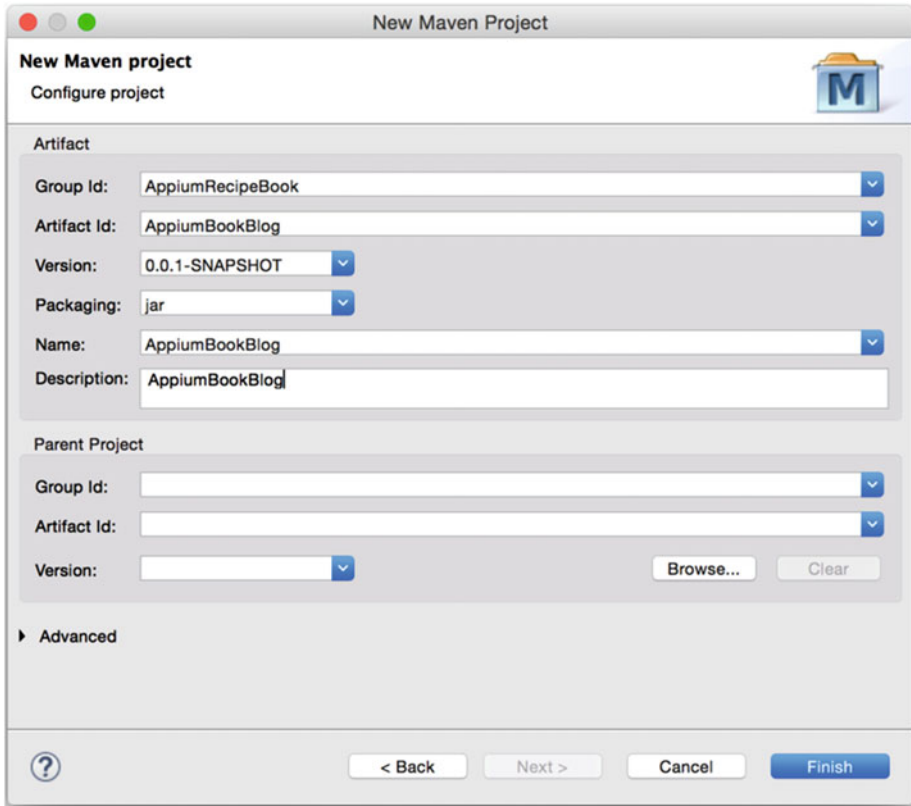 New Maven Project
New Maven project
Configure project
M
Artifact
Group Id: AppiumRecipeBook
Artifact Id: AppiumBookBlog
Version: 0.0.1-SNAPSHOT
Packaging: jar
Name: AppiumBookBlog
Description: AppiumBookBlog
Parent Project
Group Id:
Artifact Id:
Version: Browse... Clear
Advanced
? < Back Next > Cancel Finish